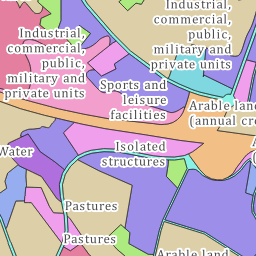 Industrial,
commercial,
public,
military and
private units
Industrial,
commercial,
public,
military and
private units
Sports and
leisure
facilities
Arable lan
(annual cro
Isolated
structures
Water
Pastures
Pastures
Arable land